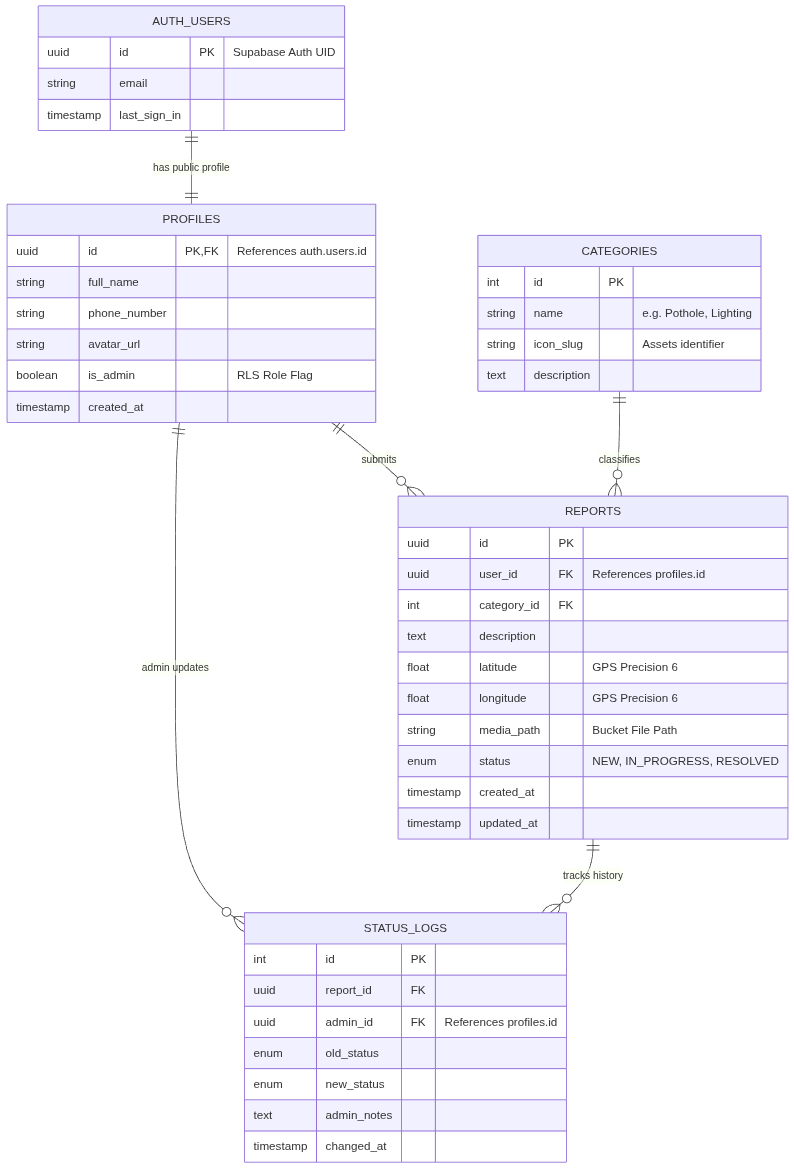 AUTH_USERS
uuid id PK Supabase Auth UID
string email
timestamp last_sign_in
has public profile
PROFILES
uuid id PK,FK References auth.users.id
string full_name
string phone_number
string avatar_url
boolean is_admin RLS Role Flag
timestamp created_at
CATEGORIES
int id PK
string name e.g. Pothole, Lighting
string icon_slug Assets identifier
text description
submits
classifies
REPORTS
uuid id PK
uuid user_id FK References profiles.id
int category_id FK
text description
float latitude GPS Precision 6
float longitude GPS Precision 6
string media_path Bucket File Path
enum status NEW, IN_PROGRESS, RESOLVED
timestamp created_at
timestamp updated_at
admin updates
tracks history
STATUS_LOGS
int id PK
uuid report_id FK
uuid admin_id FK References profiles.id
enum old_status
enum new_status
text admin_notes
timestamp changed_at